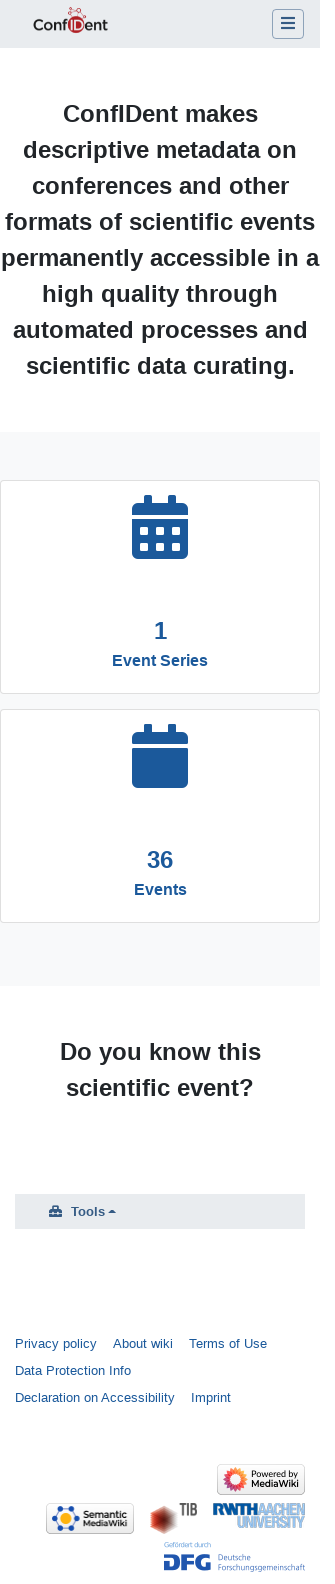 ConfIDent
ConfIDent makes
descriptive metadata on
conferences and other
formats of scientific events
permanently accessible in a
high quality through
automated processes and
scientific data curating.
1
Event Series
36
Events
Do you know this
scientific event?
Tools
Privacy policy About wiki Terms of Use
Data Protection Info
Declaration on Accessibility Imprint
Powered by
MediaWiki
Semantic
MediaWiki
TIB
RWTH AACHEN
UNIVERSITY
Gefördert durch
DFG Deutsche
Forschungsgemeinschaft